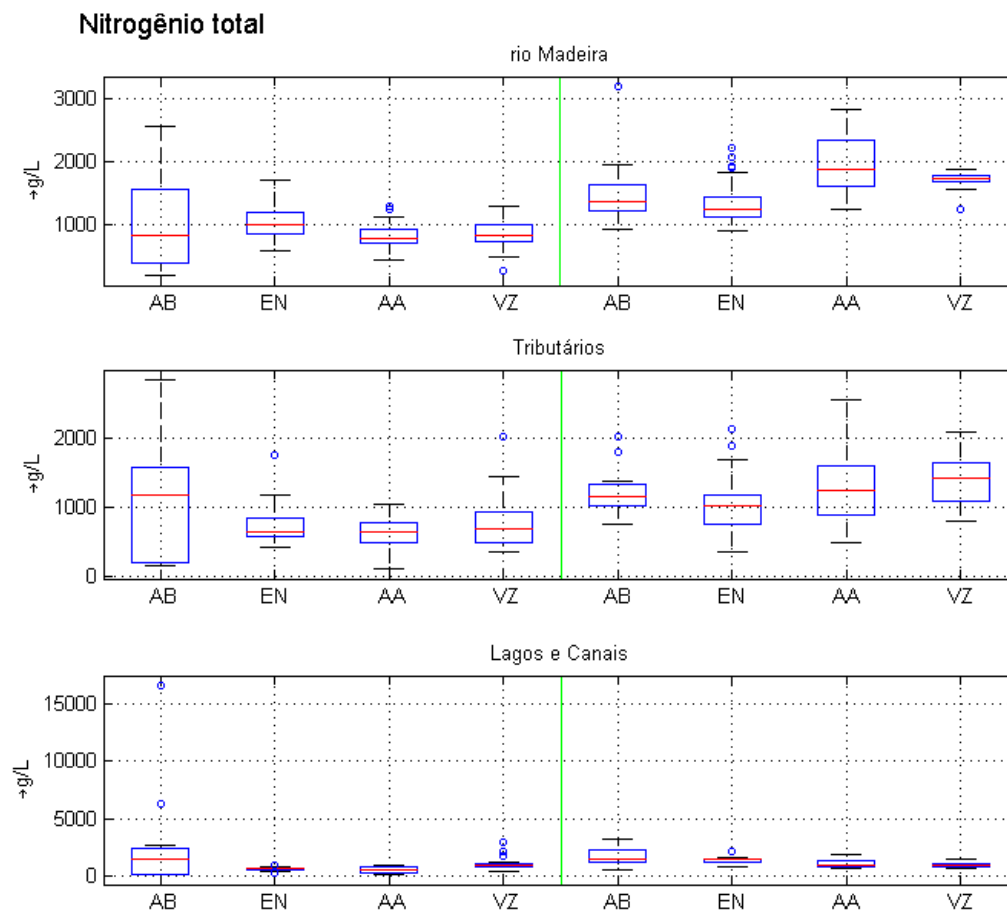 Nitrogênio total
rio Madeira
3000
2000
1000
→g/L
AB EN AA VZ AB EN AA VZ
Tributários
2000
1000
0
→g/L
AB EN AA VZ AB EN AA VZ
Lagos e Canais
15000
10000
5000
0
→g/L
AB EN AA VZ AB EN AA VZ